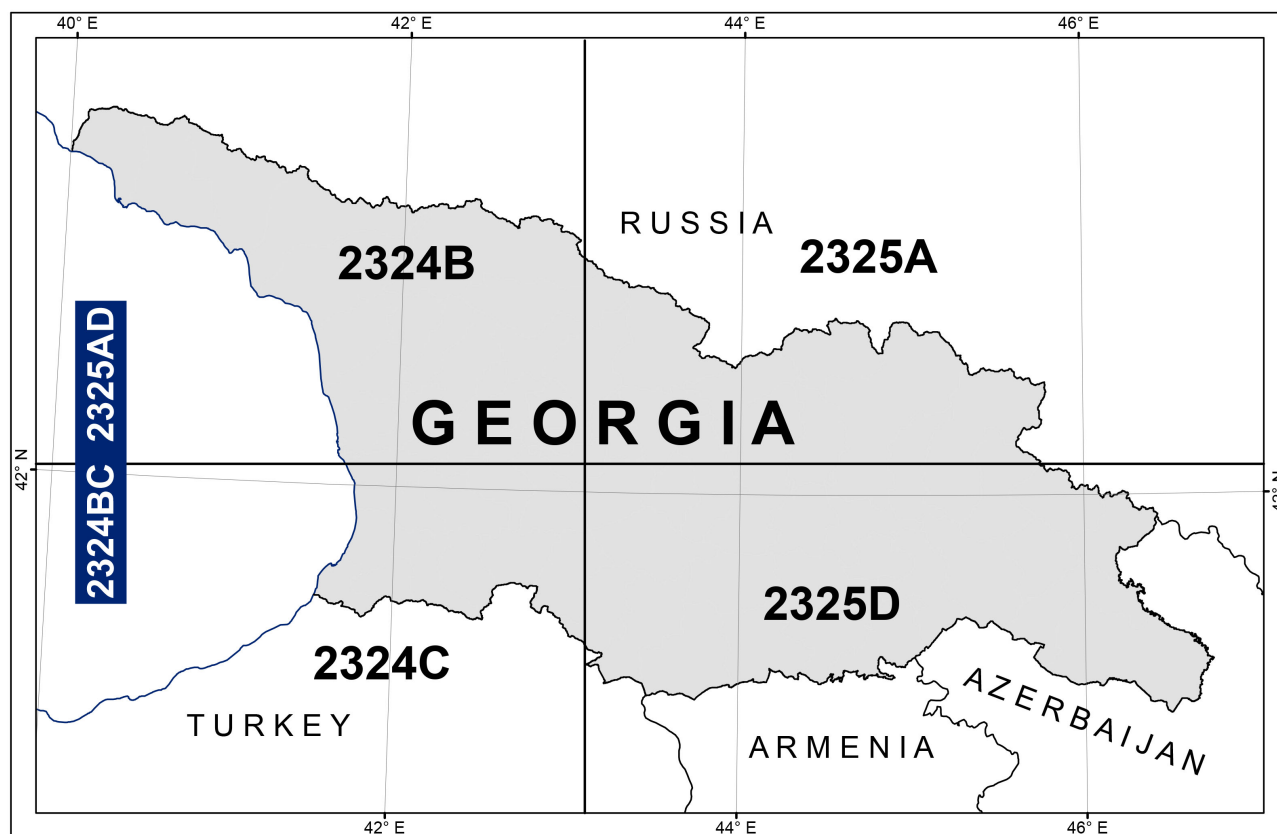 40° E 42° E 44° E 46° E
RUSSIA
2324B 2325A
2324BC 2325AD
GEORGIA
42° N
42° N
2325D
2324C
AZERBAIJAN
TURKEY
ARMENIA
42° E 44° E 46° E